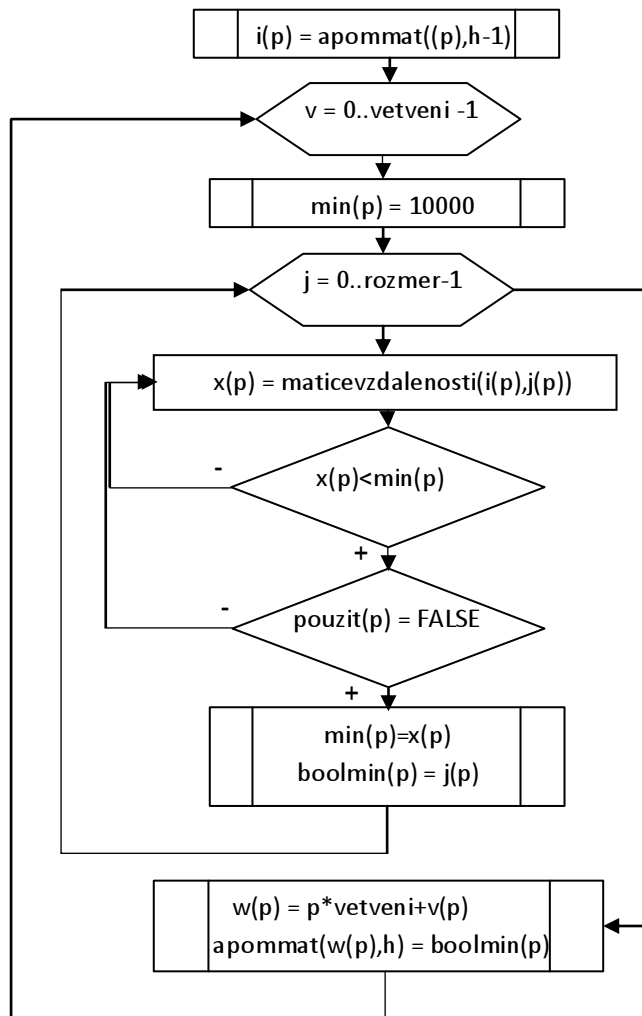 i(p) = apommat((p),h-1)
v = 0..vetveni -1
min(p) = 10000
j = 0..rozmer-1
x(p) = maticevzdalenosti(i(p),j(p))
-
x(p)<min(p)
+
-
pouzit(p) = FALSE
+
min(p)=x(p)
boolmin(p) = j(p)
w(p) = p*vetveni+v(p)
apommat(w(p),h) = boolmin(p)